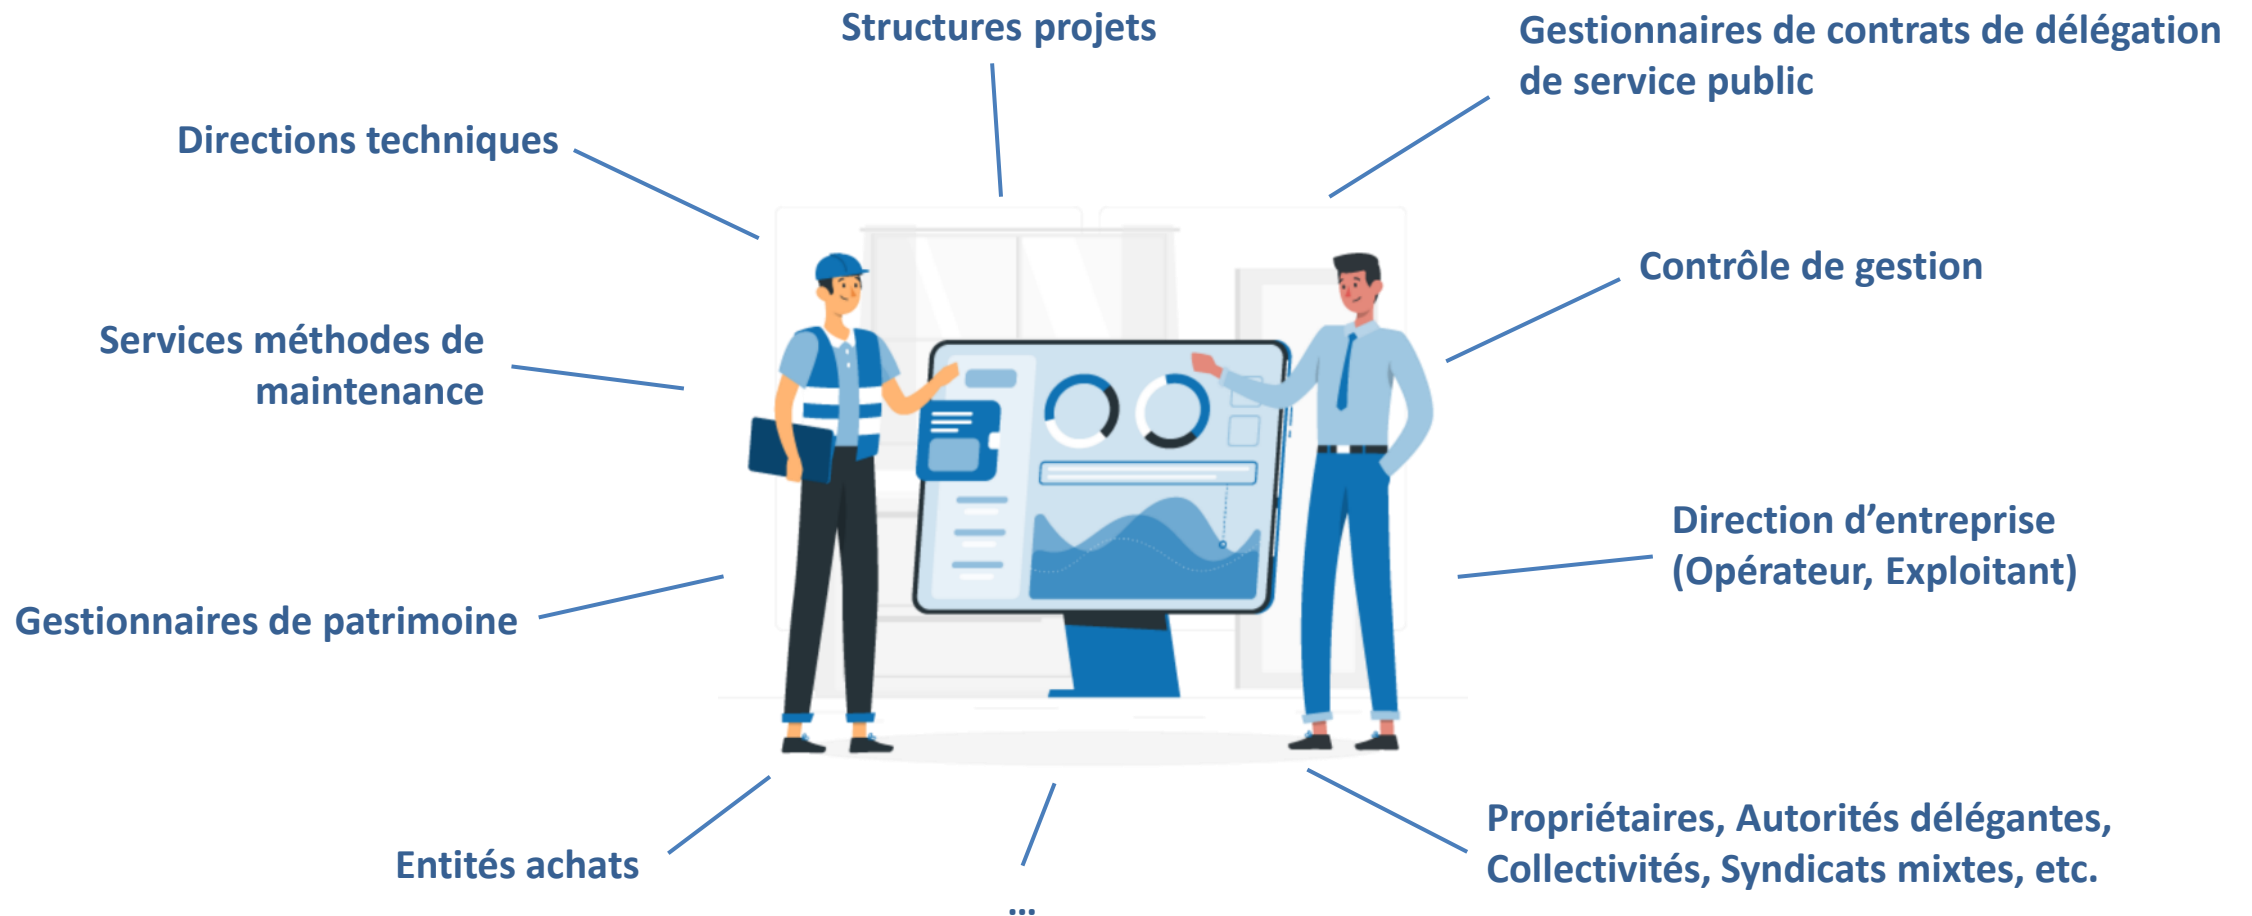 Structures projets
Gestionnaires de contrats de délégation
de service public
Directions techniques
Contrôle de gestion
Services méthodes de
maintenance
Direction d’entreprise
(Opérateur, Exploitant)
Gestionnaires de patrimoine
Propriétaires, Autorités délégantes,
Collectivités, Syndicats mixtes, etc.
Entités achats
...